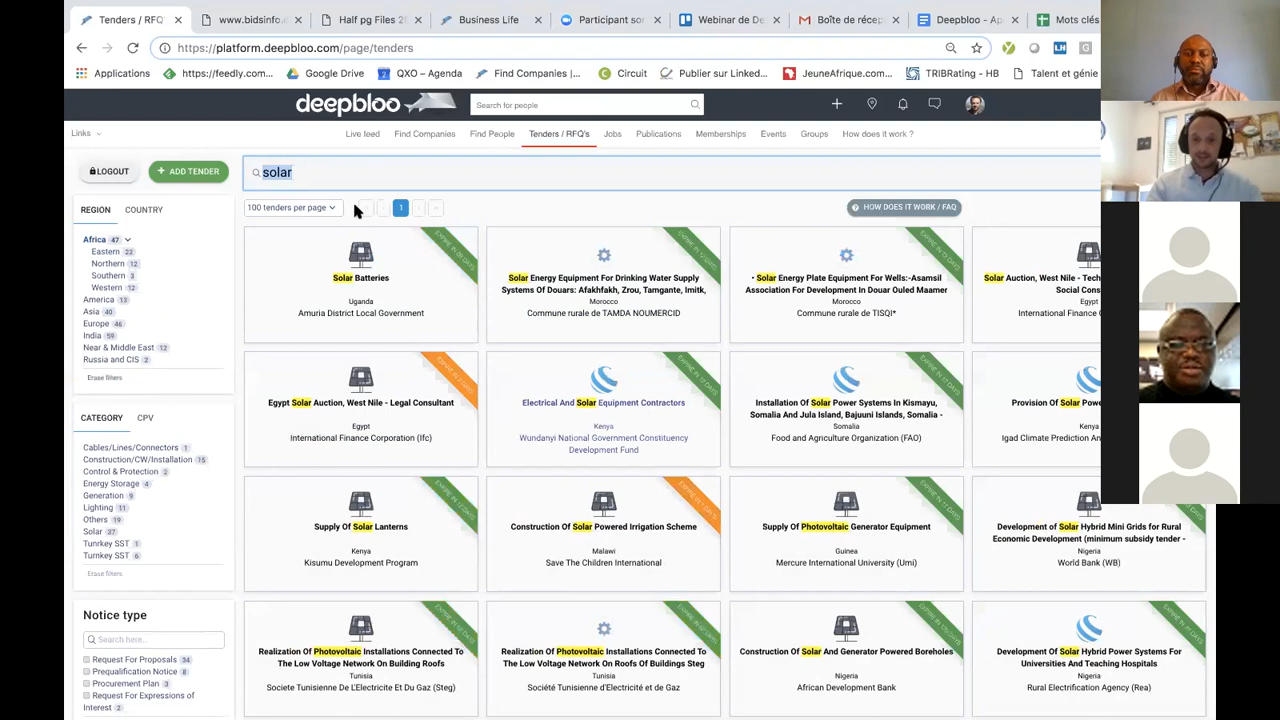 Tenders / RFQ'
www.bidsinfo.
Half pg Files 2
Business Life
Participant so
Webinar de De
Boîte de récep
Deepbloo - Ap
Mots clés
https://platform.deepbloo.com/page/tenders
Applications
https://feedly.com...
Google Drive
QXO – Agenda
Find Companies |...
Circuit
Publier sur Linked...
JeuneAfrique.com...
TRIBRating - HB
Talent et génie
deepbloo
Search for people
Links
Live feed
Find Companies
Find People
Tenders / RFQ's
Jobs
Publications
Memberships
Events
Groups
How does it work ?
LOGOUT
+ ADD TENDER
solar
100 tenders per page
1
HOW DOES IT WORK / FAQ
REGION
COUNTRY
Africa 47
Eastern 22
Northern 12
Southern 3
Western 12
America 13
Asia 40
Europe 46
India 59
Near & Middle East 12
Russia and CIS 2
Erase filters
CATEGORY
CPV
Cables/Lines/Connectors 1
Construction/CW/Installation 15
Control & Protection 2
Energy Storage 4
Generation 9
Lighting 11
Others 19
Solar 27
Tunrkey SST 1
Turnkey SST 6
Erase filters
Notice type
Search here...
Request For Proposals 34
Prequalification Notice 8
Procurement Plan 3
Request For Expressions of
Interest 2
Solar Batteries
Uganda
Amuria District Local Government
Solar Energy Equipment For Drinking Water Supply
Systems Of Douars: Afakhfakh, Zrou, Tamgante, Imitk,
Morocco
Commune rurale de TAMDA NOUMERCID
• Solar Energy Plate Equipment For Wells:-Asamsil
Association For Development In Douar Ouled Maamer
Morocco
Commune rurale de TISQI*
Solar Auction, West Nile - Tech
Social Cons
Egypt
International Finance C
Egypt Solar Auction, West Nile - Legal Consultant
Egypt
International Finance Corporation (Ifc)
Electrical And Solar Equipment Contractors
Kenya
Wundanyi National Government Constituency
Development Fund
Installation Of Solar Power Systems In Kismayu,
Somalia And Jula Island, Bajuuni Islands, Somalia -
Somalia
Food and Agriculture Organization (FAO)
Provision Of Solar Powe
Kenya
Igad Climate Prediction An
Supply Of Solar Lanterns
Kenya
Kisumu Development Program
Construction Of Solar Powered Irrigation Scheme
Malawi
Save The Children International
Supply Of Photovoltaic Generator Equipment
Guinea
Mercure International University (Umi)
Development of Solar Hybrid Mini Grids for Rural
Economic Development (minimum subsidy tender -
Nigeria
World Bank (WB)
Realization Of Photovoltaic Installations Connected To
The Low Voltage Network On Building Roofs
Tunisia
Societe Tunisienne De L'Electricite Et Du Gaz (Steg)
Realization Of Photovoltaic Installations Connected To
The Low Voltage Network On Roofs Of Buildings Steg
Tunisia
Société Tunisienne d'Electricité et de Gaz
Construction Of Solar And Generator Powered Boreholes
Nigeria
African Development Bank
Development Of Solar Hybrid Power Systems For
Universities And Teaching Hospitals
Nigeria
Rural Electrification Agency (Rea)